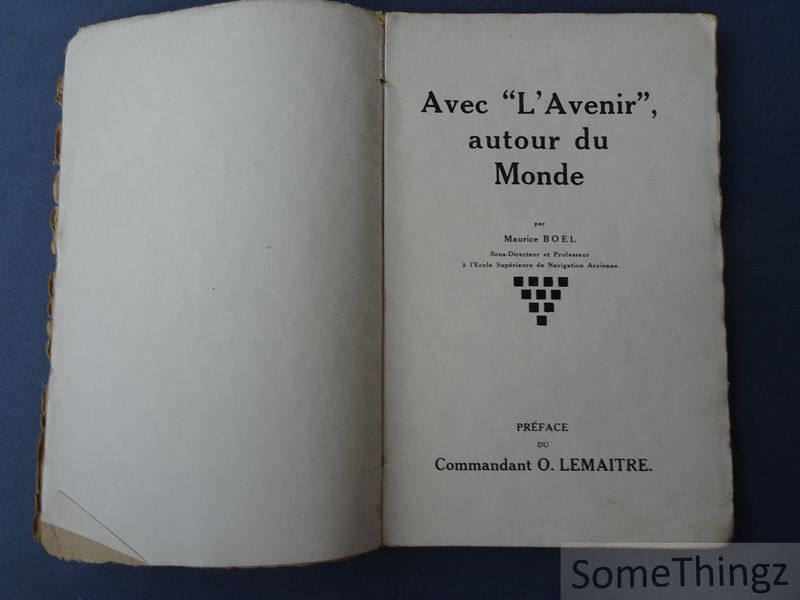 Avec “L’Avenir”,
autour du
Monde
par
Maurice BOEL
Sous-Directeur et Professeur
à l’Ecole Supérieure de Navigation Aérienne.
PRÉFACE
DU
Commandant O. LEMAITRE.
SomeThingz